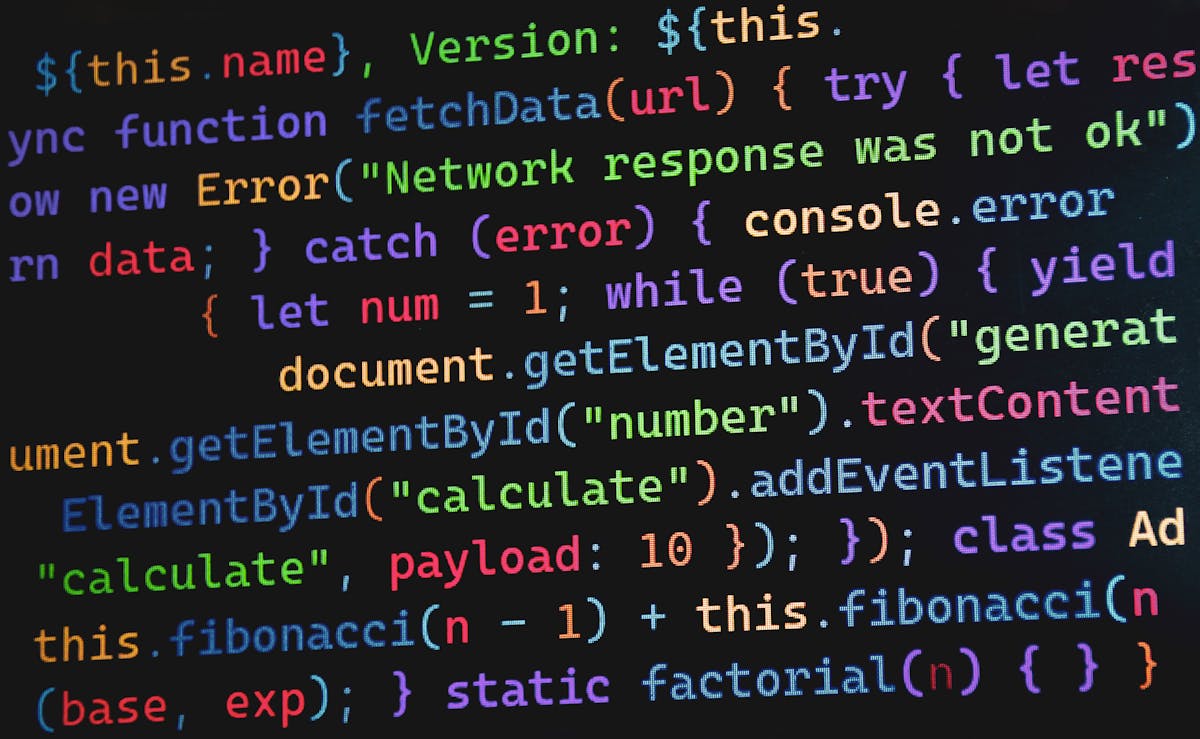 ${this.name}, Version: ${this.
ync function fetchData(url) { try { let res
ow new Error("Network response was not ok")
rn data; } catch (error) { console.error
{ let num = 1; while (true) { yield
document.getElementById("generat
ument.getElementById("number").textContent
ElementById("calculate").addEventListene
"calculate", payload: 10 }); }); class Ad
this.fibonacci(n - 1) + this.fibonacci(n
(base, exp); } static factorial(n) { } }